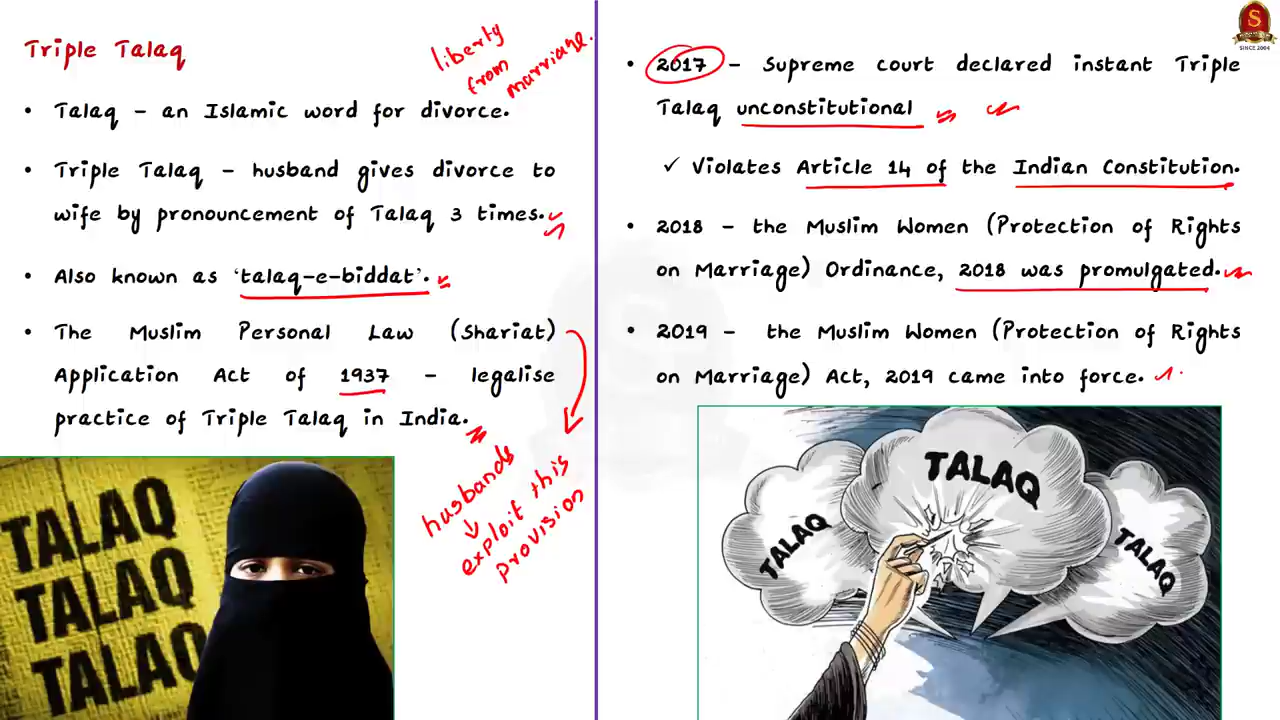 Triple Talaq
liberty
from
marriage.
• Talaq - an Islamic word for divorce.
• Triple Talaq - husband gives divorce to
wife by pronouncement of Talaq 3 times.
• Also known as ‘talaq-e-biddat’.
• The Muslim Personal Law (Shariat)
Application Act of 1937 - legalise
practice of Triple Talaq in India.
husbands
exploit this
provision
TALAQ
TALAQ
TALAQ
S
SINCE 2004
• 2017 - Supreme court declared instant Triple
Talaq unconstitutional
✓ Violates Article 14 of the Indian Constitution.
• 2018 - the Muslim Women (Protection of Rights
on Marriage) Ordinance, 2018 was promulgated.
• 2019 - the Muslim Women (Protection of Rights
on Marriage) Act, 2019 came into force.
TALAQ
TALAQ
TALAQ